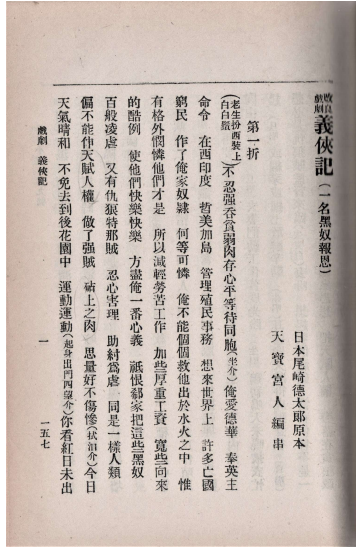 改良戲劇 義俠記 (一名黑奴報恩)
日本尾崎德太郎原本
天寶宮人編串
第一折
(老生扮西裝上)(白)不忍强吞貧弱肉存心平等待同胞(坐介)俺愛德華 奉英主
命令 在西印度 哲美加島 管理殖民事務 想來世界上 許多亡國
窮民 作了俺家奴隸 何等可憐 俺不能個個救他出於水火之中 惟
有格外憫憐他們才是 所以減輕勞苦工作 加些厚重工資 寬些向來
的酷例 使他們快樂快樂 方盡俺一番心義 祇恨鄰家把這些黑奴
百般凌虐 又有仇狼特那賊 忍心害理 助紂爲虐 同是一樣人類
偏不能伸天賦人權 做了强賊 砧上之肉 思量好不傷慘(拭淚介)今日
天氣晴和 不免去到後花園中 運動運動(起身出門四望介)你看紅日未出
戲劇 義俠記
一
一五七